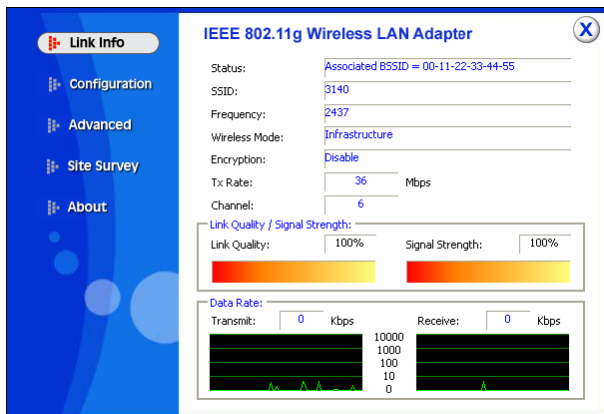 IEEE 802.11g Wireless LAN Adapter
X
Link Info
Configuration
Advanced
Site Survey
About
Status: Associated BSSID = 00-11-22-33-44-55
SSID: 3140
Frequency: 2437
Wireless Mode: Infrastructure
Encryption: Disable
Tx Rate: 36 Mbps
Channel: 6
Link Quality / Signal Strength:
Link Quality: 100% Signal Strength: 100%
Data Rate:
Transmit: 0 Kbps Receive: 0 Kbps
10000
1000
100
10
0